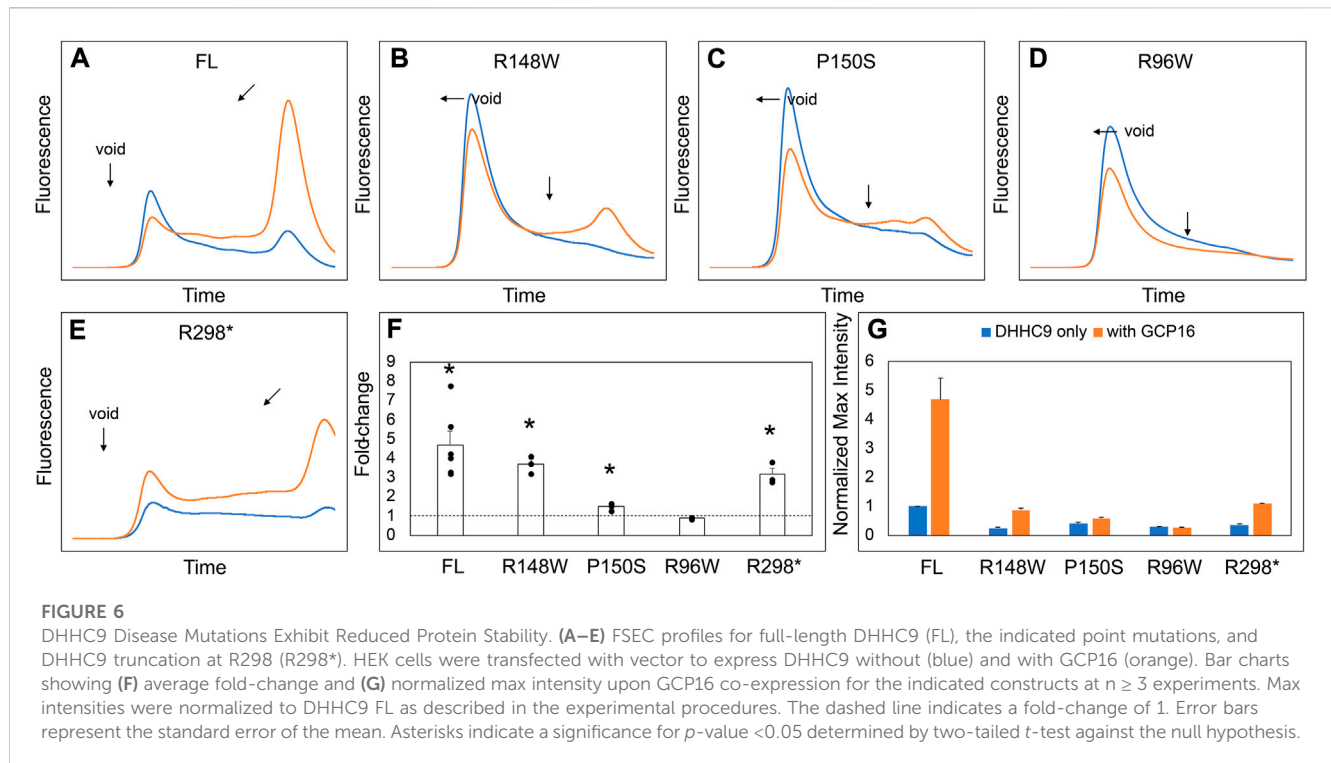 A
FL
void
Fluorescence
Time
B
R148W
void
Fluorescence
Time
C
P150S
void
Fluorescence
Time
D
R96W
void
Fluorescence
Time
E
R298*
void
Fluorescence
Time
F
Fold-change
9
8
7
6
5
4
3
2
1
0
* * * *
FL R148W P150S R96W R298*
G
DHHC9 only with GCP16
Normalized Max Intensity
6
5
4
3
2
1
0
FL R148W P150S R96W R298*
FIGURE 6
DHHC9 Disease Mutations Exhibit Reduced Protein Stability. (A–E) FSEC profiles for full-length DHHC9 (FL), the indicated point mutations, and
DHHC9 truncation at R298 (R298*). HEK cells were transfected with vector to express DHHC9 without (blue) and with GCP16 (orange). Bar charts
showing (F) average fold-change and (G) normalized max intensity upon GCP16 co-expression for the indicated constructs at n ≥ 3 experiments. Max
intensities were normalized to DHHC9 FL as described in the experimental procedures. The dashed line indicates a fold-change of 1. Error bars
represent the standard error of the mean. Asterisks indicate a significance for p-value <0.05 determined by two-tailed t-test against the null hypothesis.